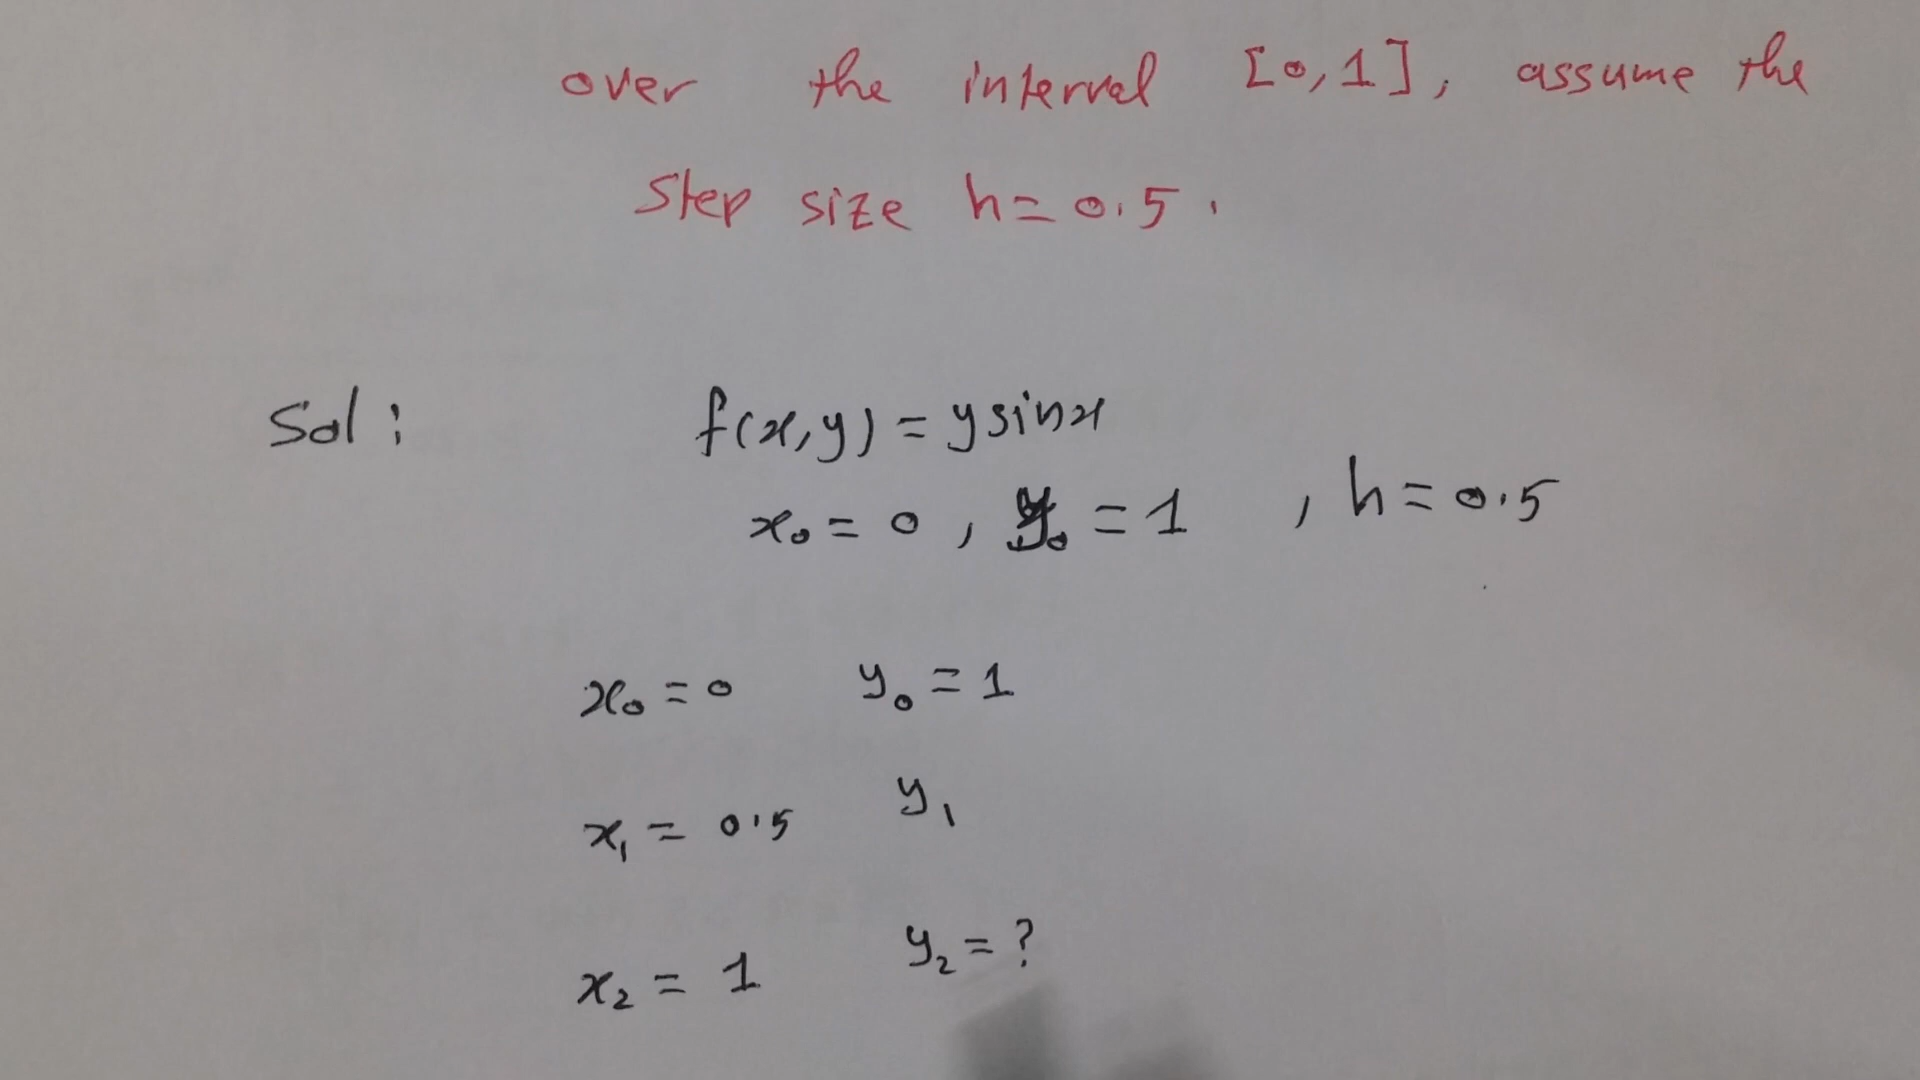 over the interval [0,1], assume the
step size h=0.5.
Sol: f(x,y) = y sinx
x₀ = 0, y₀ = 1, h=0.5
x₀ = 0 y₀ = 1
x₁ = 0.5 y₁
x₂ = 1 y₂ = ?